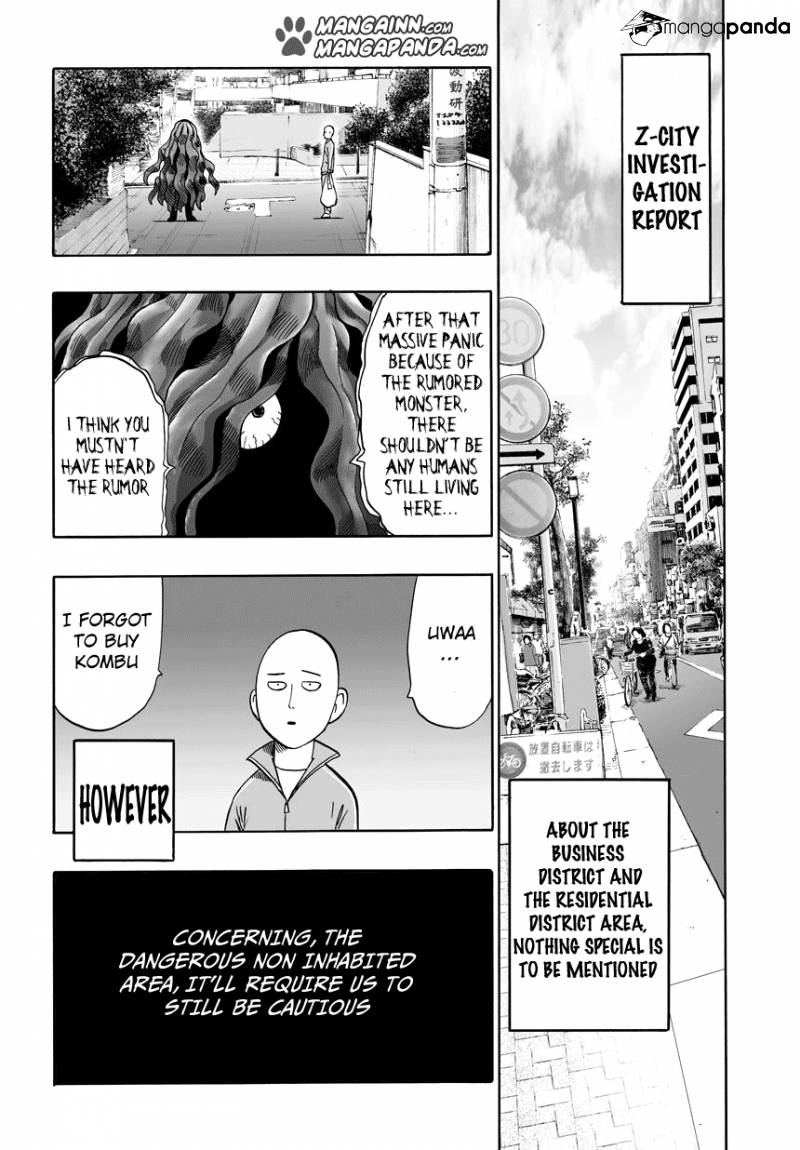 MANGAINN.COM
MANGAPANDA.COM
mangapanda
Z-CITY
INVESTI-
GATION
REPORT
ABOUT THE
BUSINESS
DISTRICT AND
THE RESIDENTIAL
DISTRICT AREA,
NOTHING SPECIAL IS
TO BE MENTIONED
放置自転車は
撤去します
波動研
AFTER THAT
MASSIVE PANIC
BECAUSE OF
THE RUMORED
MONSTER,
THERE
SHOULDN'T BE
ANY HUMANS
STILL LIVING
HERE...
I THINK YOU
MUSTN'T
HAVE HEARD
THE RUMOR
UWAA
...
I FORGOT
TO BUY
KOMBU
HOWEVER
CONCERNING, THE
DANGEROUS NON INHABITED
AREA, IT'LL REQUIRE US TO
STILL BE CAUTIOUS